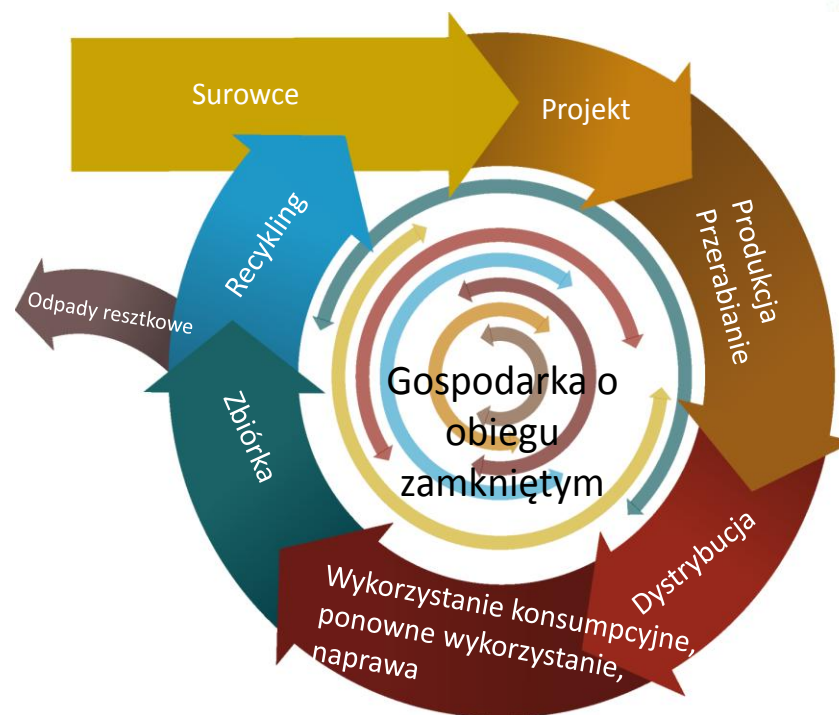 Surowce
Projekt
Produkcja
Przerabianie
Dystrybucja
Wykorzystanie konsumpcyjne,
ponowne wykorzystanie,
naprawa
Zbiórka
Recykling
Odpady resztkowe
Gospodarka o
obiegu
zamkniętym